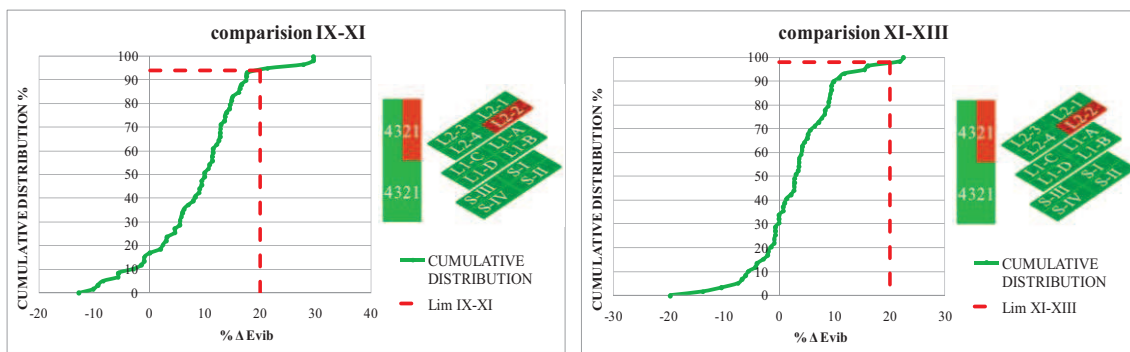 comparision IX-XI
CUMULATIVE DISTRIBUTION %
100
90
80
70
60
50
40
30
20
10
0
-20 -10 0 10 20 30 40
% Δ Evib
4321
4321
L2-3 L2-1
L2-4 L2-2
L1-C L1-A
L1-D L1-B
S-III S-I
S-IV S-II
CUMULATIVE
DISTRIBUTION
Lim IX-XI
comparision XI-XIII
CUMULATIVE DISTRIBUTION %
100
90
80
70
60
50
40
30
20
10
0
-30 -20 -10 0 10 20 30
% Δ Evib
4321
4321
L2-3 L2-1
L2-4 L2-2
L1-C L1-A
L1-D L1-B
S-III S-I
S-IV S-II
CUMULATIVE
DISTRIBUTION
Lim XI-XIII